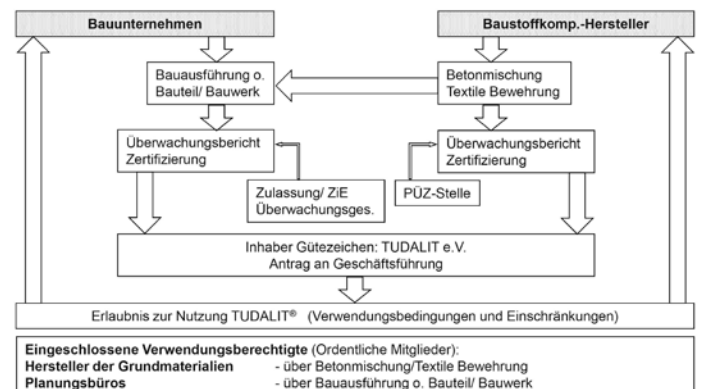 Bauunternehmen
Baustoffkomp.-Hersteller
Bauausführung o.
Bauteil/ Bauwerk
Betonmischung
Textile Bewehrung
Überwachungsbericht
Zertifizierung
Überwachungsbericht
Zertifizierung
Zulassung/ ZiE
Überwachungsges.
PÜZ-Stelle
Inhaber Gütezeichen: TUDALIT e.V.
Antrag an Geschäftsführung
Erlaubnis zur Nutzung TUDALIT® (Verwendungsbedingungen und Einschränkungen)
Eingeschlossene Verwendungsberechtigte (Ordentliche Mitglieder):
Hersteller der Grundmaterialien - über Betonmischung/Textile Bewehrung
Planungsbüros - über Bauausführung o. Bauteil/ Bauwerk